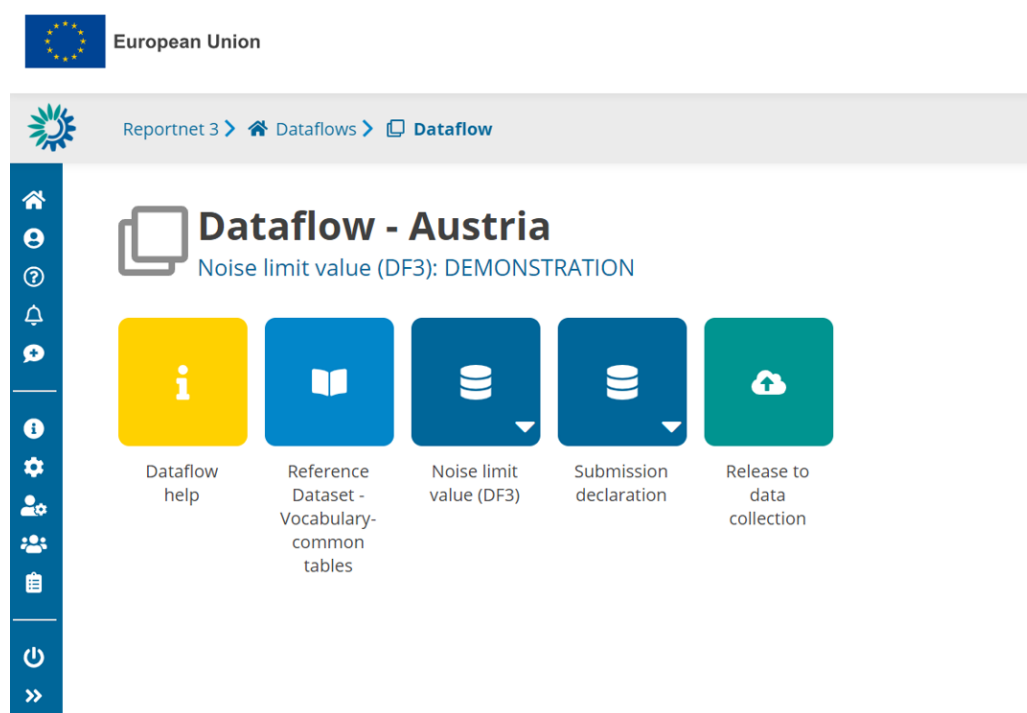 European Union
Reportnet 3 Dataflows Dataflow
Dataflow - Austria
Noise limit value (DF3): DEMONSTRATION
Dataflow
help
Reference
Dataset -
Vocabulary-
common
tables
Noise limit
value (DF3)
Submission
declaration
Release to
data
collection